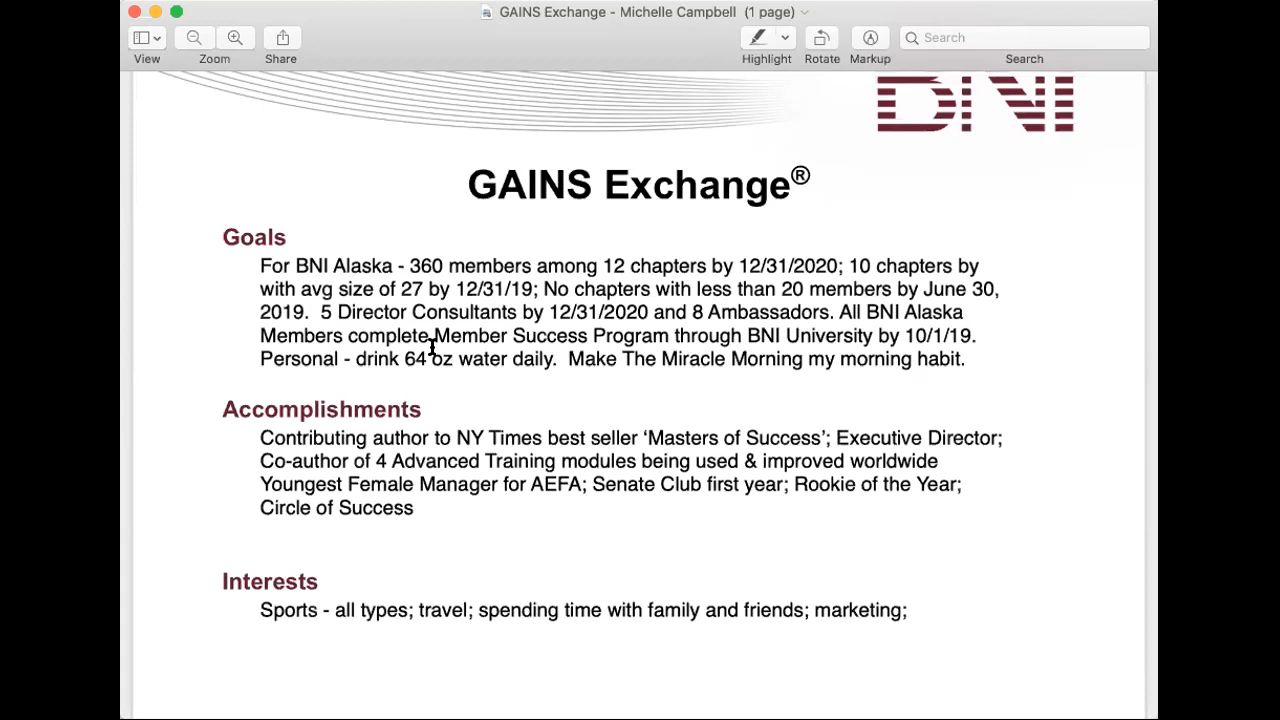 GAINS Exchange - Michelle Campbell (1 page)
View
Zoom
Share
Highlight
Rotate
Markup
Search
Search
BNI
GAINS Exchange®
Goals
For BNI Alaska - 360 members among 12 chapters by 12/31/2020; 10 chapters by
with avg size of 27 by 12/31/19; No chapters with less than 20 members by June 30,
2019. 5 Director Consultants by 12/31/2020 and 8 Ambassadors. All BNI Alaska
Members complete Member Success Program through BNI University by 10/1/19.
Personal - drink 64 oz water daily. Make The Miracle Morning my morning habit.
Accomplishments
Contributing author to NY Times best seller ‘Masters of Success’; Executive Director;
Co-author of 4 Advanced Training modules being used & improved worldwide
Youngest Female Manager for AEFA; Senate Club first year; Rookie of the Year;
Circle of Success
Interests
Sports - all types; travel; spending time with family and friends; marketing;